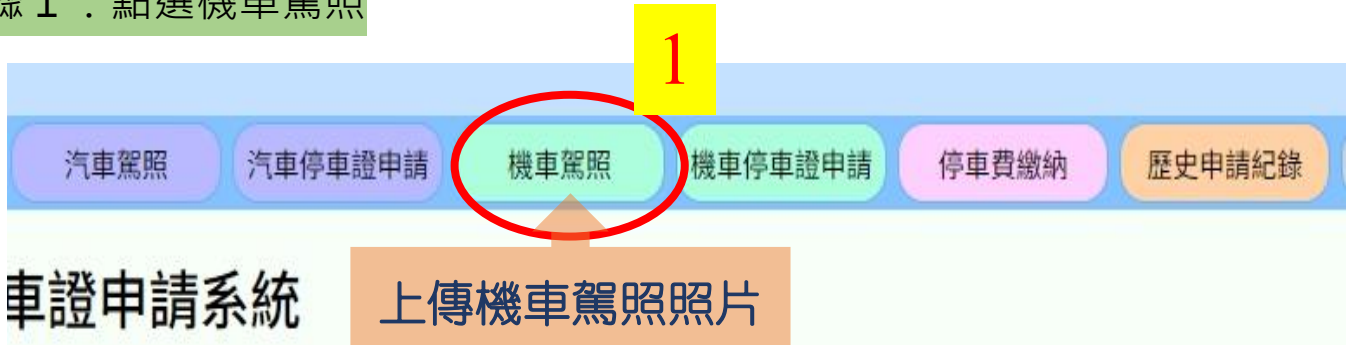 １：點選機車駕照
1
汽車駕照 汽車停車證申請 機車駕照 機車停車證申請 停車費繳納 歷史申請紀錄
車證申請系統
上傳機車駕照照片